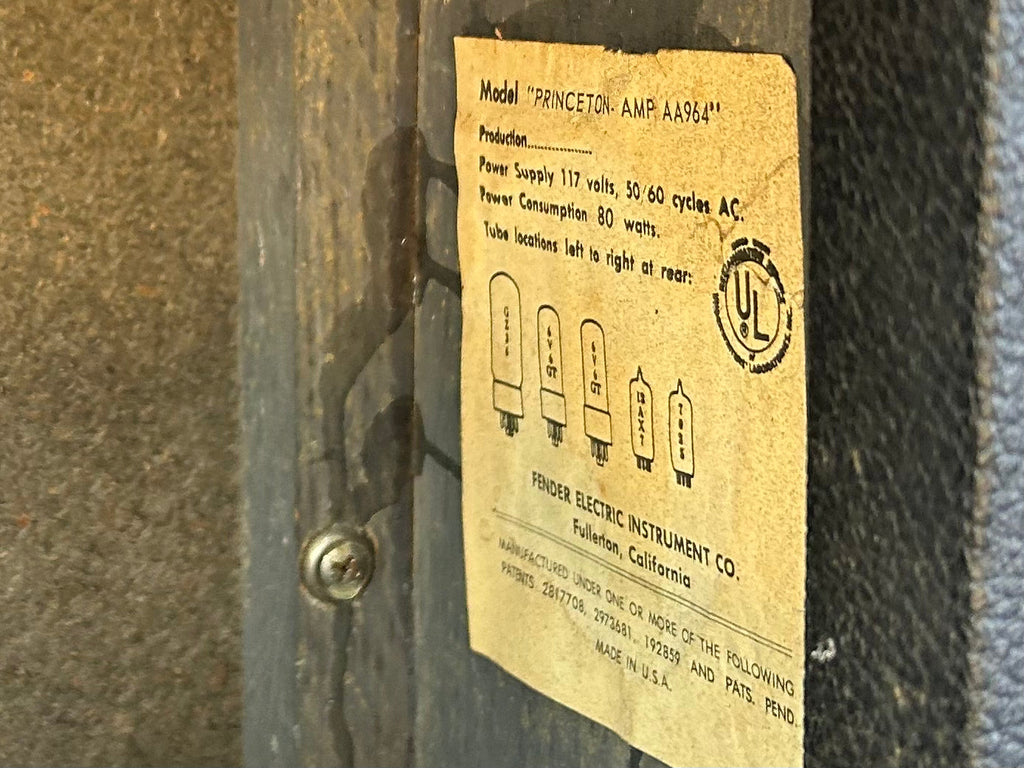 Model "PRINCETON- AMP AA964"
Production.................
Power Supply 117 volts, 50/60 cycles AC.
Power Consumption 80 watts.
Tube locations left to right at rear:
GZ34
6V6GT
6V6GT
12AX7
7025
UL
®
LABORATORIES, INC.
FENDER ELECTRIC INSTRUMENT CO.
Fullerton, California
MANUFACTURED UNDER ONE OR MORE OF THE FOLLOWING
PATENTS 2817708, 2973681, 192859 AND PATS. PEND.
MADE IN U.S.A.